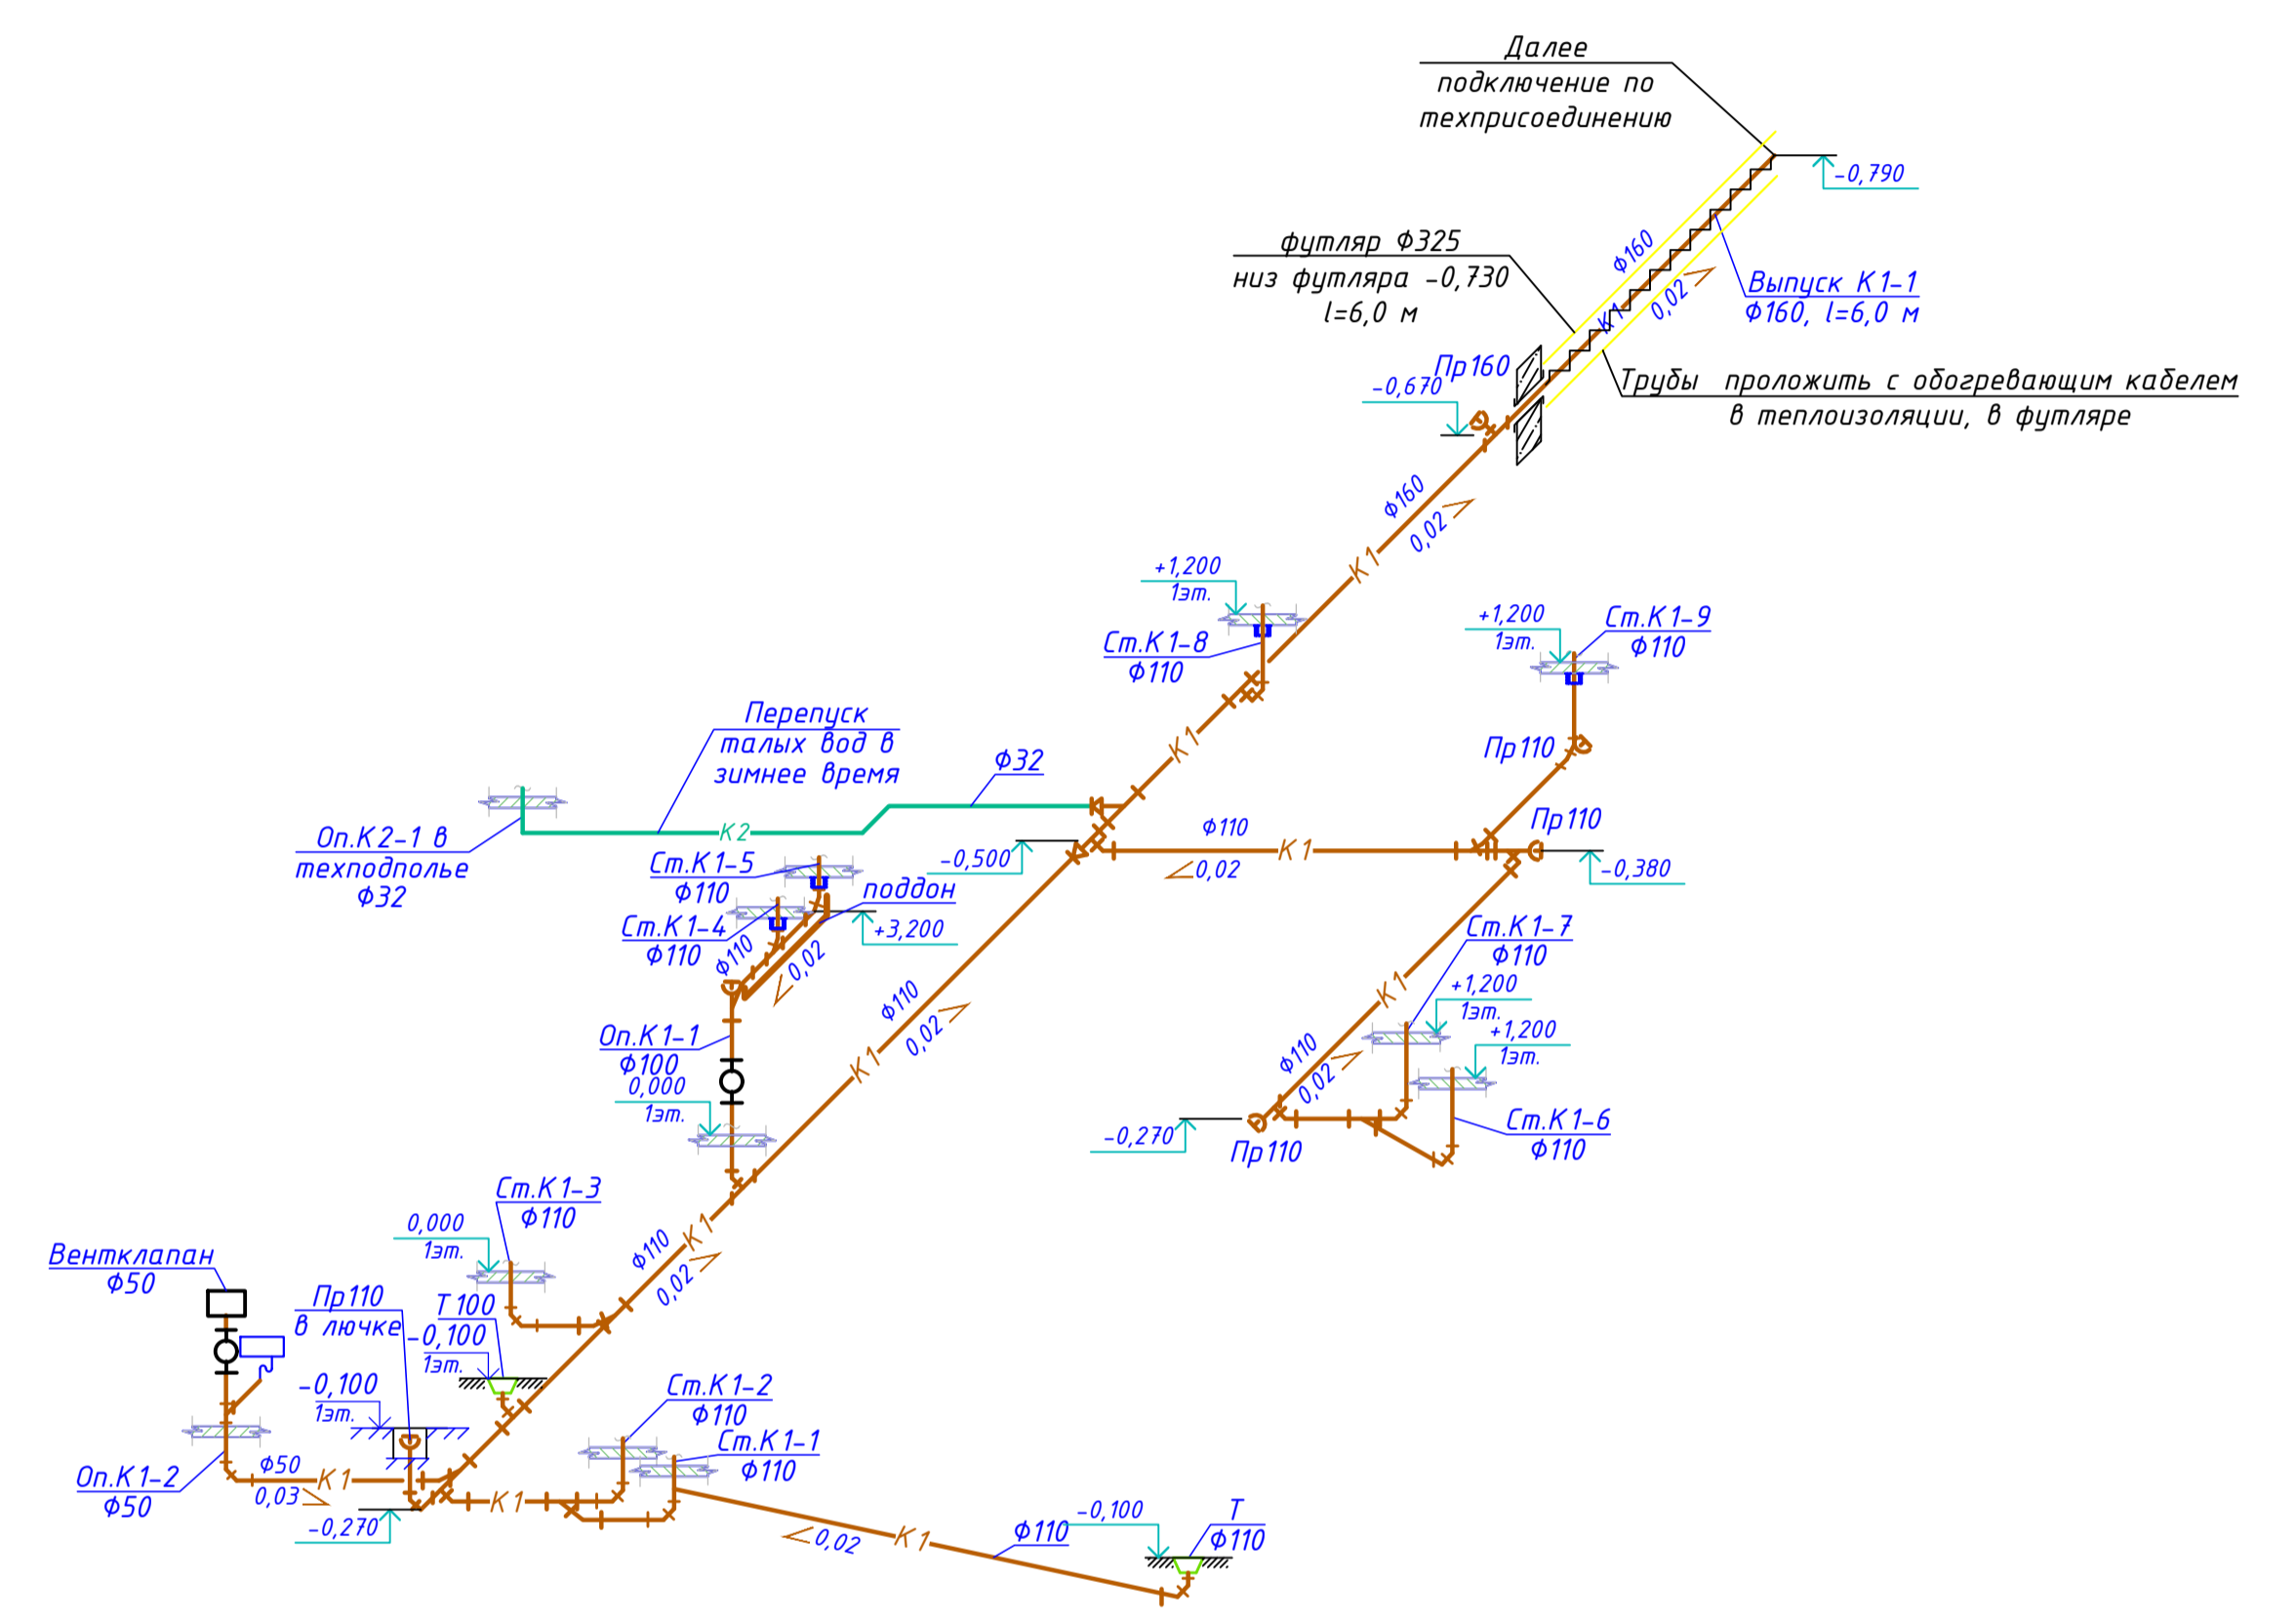 Далее
подключение по
техприсоединению
-0,790
футляр Ф325
низ футляра -0,730
l=6,0 м
Ф160
К1
0,02
Выпуск К1-1
Ф160, l=6,0 м
Пр160
-0,670
Трубы проложить с обогревающим кабелем
в теплоизоляции, в футляре
Ф160
0,02
К1
+1,200
1эт.
Ст.К1-8
Ф110
+1,200
1эт.
Ст.К1-9
Ф110
Перепуск
талых вод в
зимнее время
Ф32
К1
Пр110
Пр110
Оп.К2-1 в
техподполье
Ф32
К2
Ф110
К1
0,02
-0,500
-0,380
Ст.К1-5
Ф110
поддон
Ст.К1-4
Ф110
+3,200
Ф110
0,02
Ст.К1-7
Ф110
+1,200
1эт.
+1,200
1эт.
Оп.К1-1
Ф100
0,000
1эт.
Ф110
0,02
К1
К1
Ф110
0,02
Ст.К1-6
Ф110
-0,270
Пр110
Ст.К1-3
Ф110
0,000
1эт.
Ф110
К1
0,02
Вентклапан
Ф50
Пр110
в лючке
Т100
-0,100
1эт.
-0,100
1эт.
Ст.К1-2
Ф110
Ст.К1-1
Ф110
Оп.К1-2
Ф50
Ф50
К1
0,03
-0,270
К1
0,02
К1
Ф110
-0,100
Т
Ф110